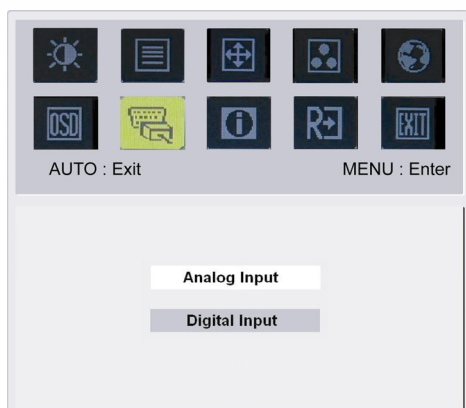 OSD
R
EXIT
AUTO : Exit
MENU : Enter
Analog Input
Digital Input